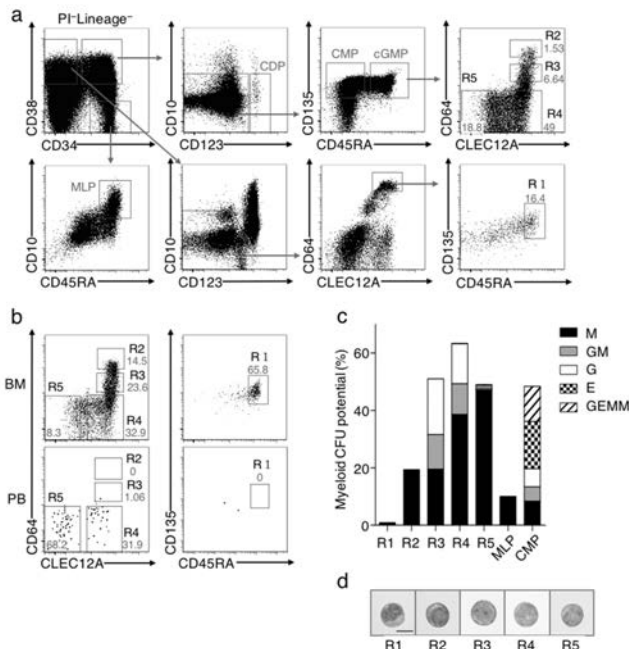 a
PI⁻Lineage⁻
CD38
CD34
CDP
CD10
CD123
CMP
cGMP
CD135
CD45RA
R2
1.53
R3
6.64
R5
18.8
R4
49
CD64
CLEC12A
MLP
CD10
CD45RA
CD10
CD123
CD64
CLEC12A
R 1
16.4
CD135
CD45RA
b
BM
R2
14.5
R3
23.6
R5
8.3
R4
32.9
R 1
65.8
PB
R2
0
R3
1.06
R5
68.2
R4
31.9
CD64
CLEC12A
R 1
0
CD135
CD45RA
c
Myeloid CFU potential (%)
60
40
20
0
R1
R2
R3
R4
R5
MLP
CMP
M
GM
G
E
GEMM
d
R1
R2
R3
R4
R5